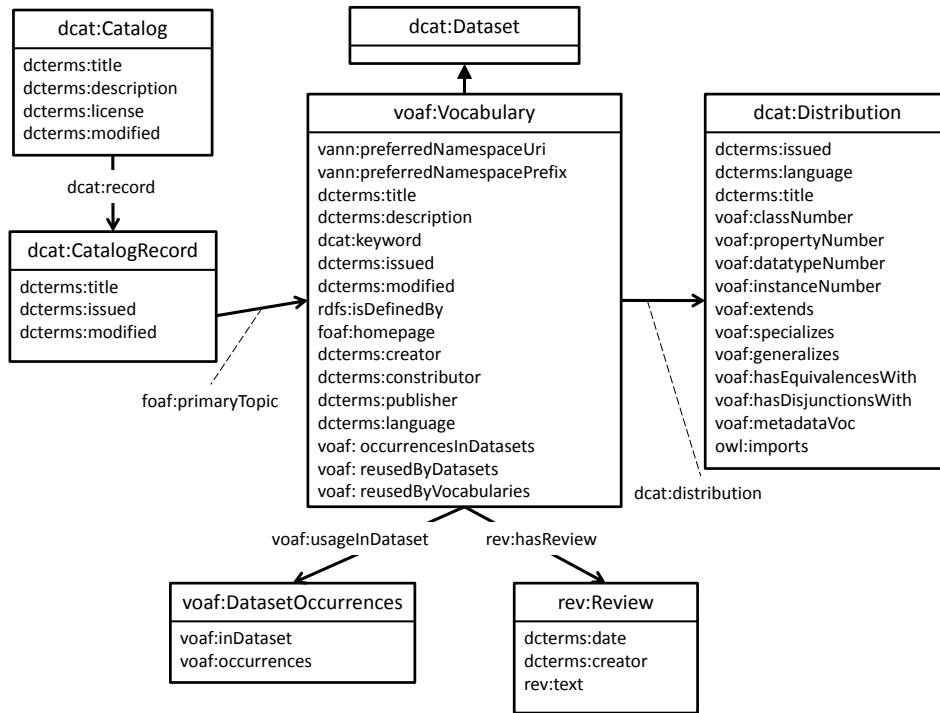 dcat:Catalog
dcterms:title
dcterms:description
dcterms:license
dcterms:modified
dcat:record
dcat:CatalogRecord
dcterms:title
dcterms:issued
dcterms:modified
foaf:primaryTopic
dcat:Dataset
voaf:Vocabulary
vann:preferredNamespaceUri
vann:preferredNamespacePrefix
dcterms:title
dcterms:description
dcat:keyword
dcterms:issued
dcterms:modified
rdfs:isDefinedBy
foaf:homepage
dcterms:creator
dcterms:constributor
dcterms:publisher
dcterms:language
voaf: occurrencesInDatasets
voaf: reusedByDatasets
voaf: reusedByVocabularies
dcat:Distribution
dcterms:issued
dcterms:language
dcterms:title
voaf:classNumber
voaf:propertyNumber
voaf:datatypeNumber
voaf:instanceNumber
voaf:extends
voaf:specializes
voaf:generalizes
voaf:hasEquivalencesWith
voaf:hasDisjunctionsWith
voaf:metadataVoc
owl:imports
dcat:distribution
voaf:usageInDataset
rev:hasReview
voaf:DatasetOccurrences
voaf:inDataset
voaf:occurrences
rev:Review
dcterms:date
dcterms:creator
rev:text